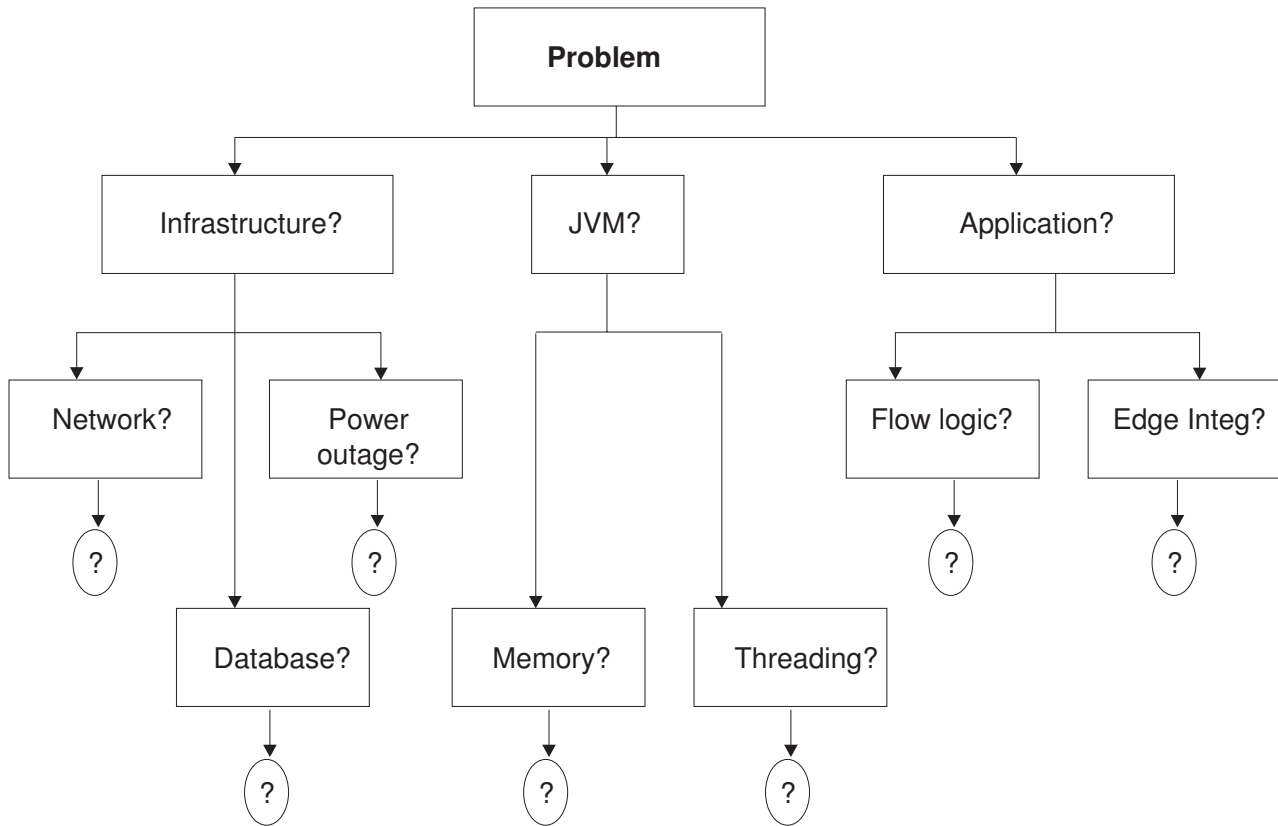 Problem
Infrastructure?
JVM?
Application?
Network?
Power
outage?
Flow logic?
Edge Integ?
?
?
?
?
Database?
Memory?
Threading?
?
?
?